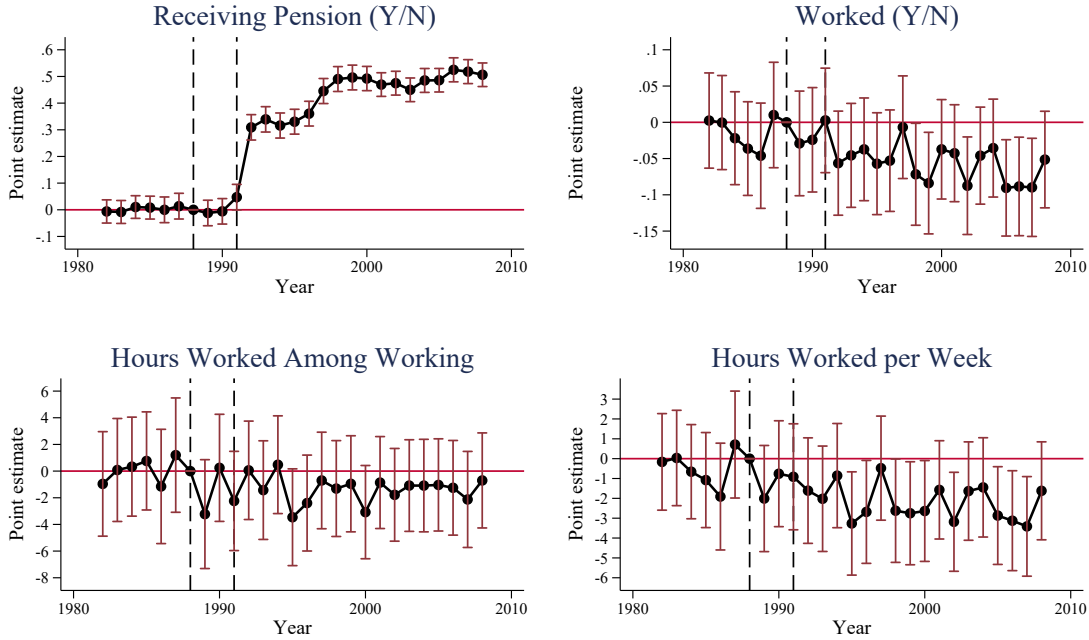 Receiving Pension (Y/N)
Point estimate
.6
.5
.4
.3
.2
.1
0
-.1
1980 1990 2000 2010
Year
Worked (Y/N)
Point estimate
.1
.05
0
-.05
-.1
-.15
1980 1990 2000 2010
Year
Hours Worked Among Working
Point estimate
6
4
2
0
-2
-4
-6
-8
1980 1990 2000 2010
Year
Hours Worked per Week
Point estimate
3
2
1
0
-1
-2
-3
-4
-5
-6
1980 1990 2000 2010
Year